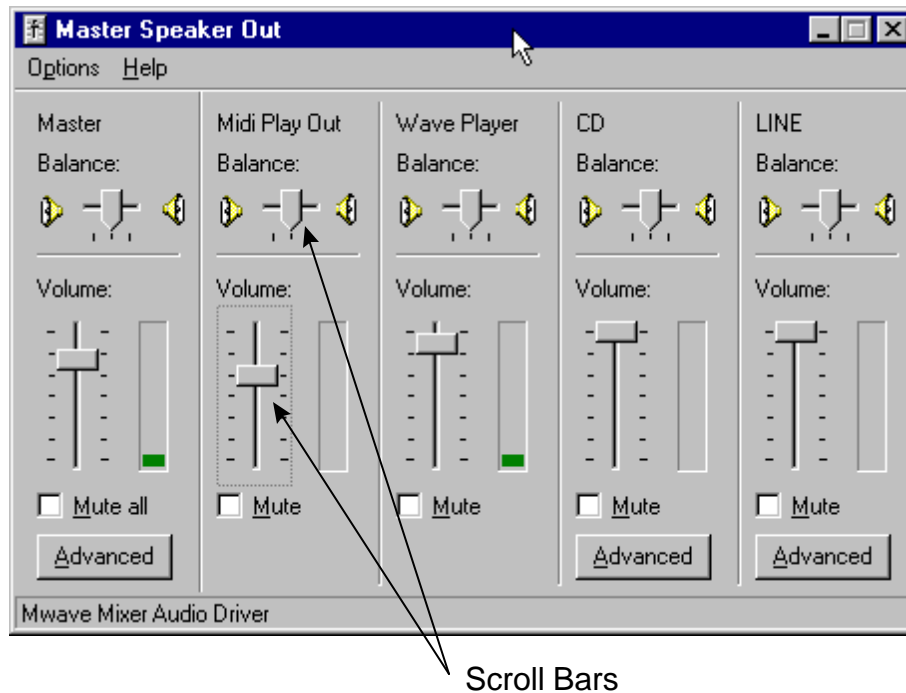 Master Speaker Out
Options Help
Master Midi Play Out Wave Player CD LINE
Balance: Balance: Balance: Balance: Balance:
Volume: Volume: Volume: Volume: Volume:
Mute all Mute Mute Mute Mute
Advanced Advanced Advanced
Mwave Mixer Audio Driver
Scroll Bars